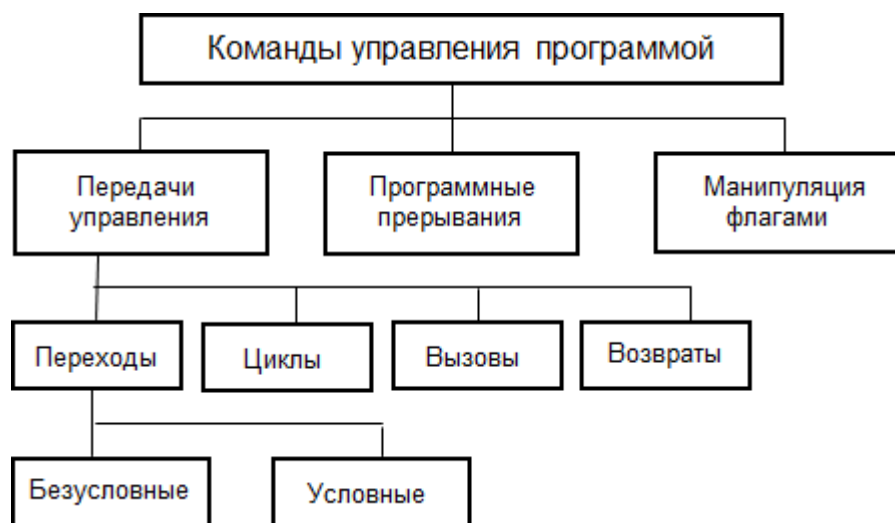 Команды управления программой
Передачи
управления
Программные
прерывания
Манипуляция
флагами
Переходы
Циклы
Вызовы
Возвраты
Безусловные
Условные